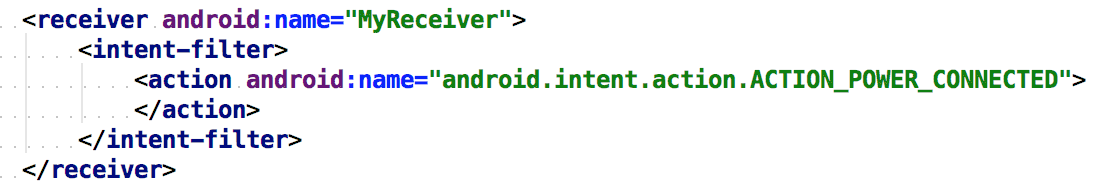 <receiver android:name="MyReceiver">
<intent-filter>
<action android:name="android.intent.action.ACTION_POWER_CONNECTED">
</action>
</intent-filter>
</receiver>